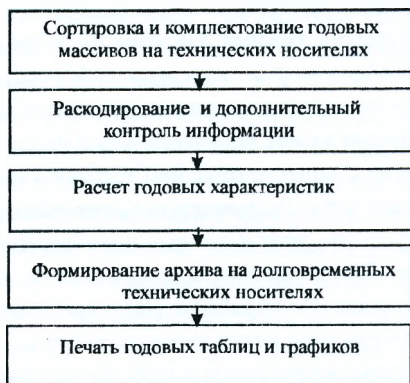 Сортировка и комплектование годовых
массивов на технических носителях
Раскодирование и дополнительный
контроль информации
Расчет годовых характеристик
Формирование архива на долговременных
технических носителях
Печать годовых таблиц и графиков